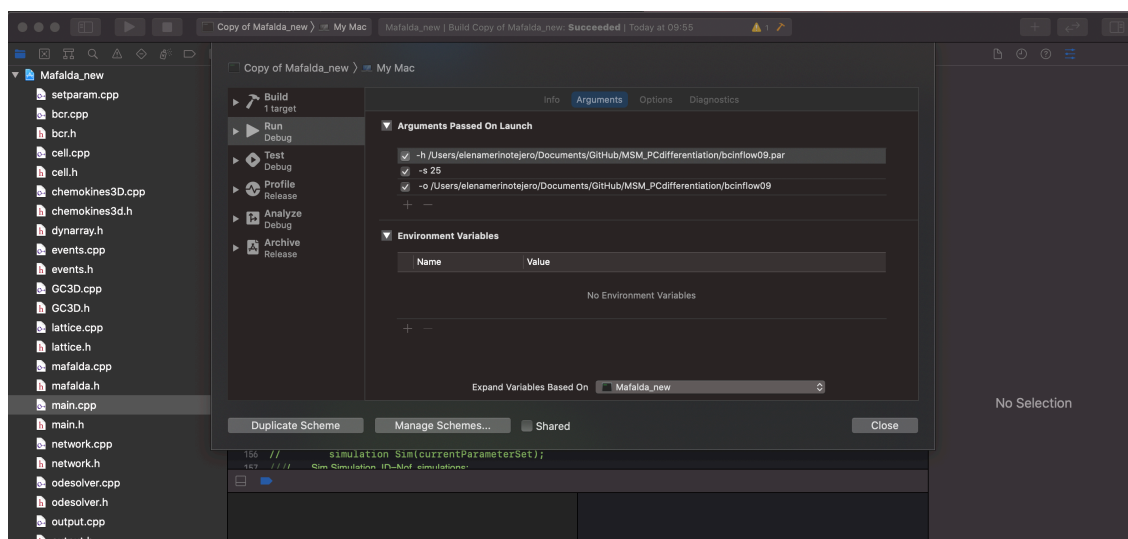 Copy of Mafalda_new 〉 My Mac
Mafalda_new | Build Copy of Mafalda_new: Succeeded | Today at 09:55
1
Mafalda_new
setparam.cpp
bcr.cpp
bcr.h
cell.cpp
cell.h
chemokines3D.cpp
chemokines3d.h
dynarray.h
events.cpp
events.h
GC3D.cpp
GC3D.h
lattice.cpp
lattice.h
mafalda.cpp
mafalda.h
main.cpp
main.h
network.cpp
network.h
odesolver.cpp
odesolver.h
output.cpp
Copy of Mafalda_new 〉 My Mac
Build
1 target
Run
Debug
Test
Debug
Profile
Release
Analyze
Debug
Archive
Release
Info Arguments Options Diagnostics
Arguments Passed On Launch
-h /Users/elenamerinotejero/Documents/GitHub/MSM_PCdifferentiation/bcinflow09.par
-s 25
-o /Users/elenamerinotejero/Documents/GitHub/MSM_PCdifferentiation/bcinflow09
Environment Variables
Name Value
No Environment Variables
Expand Variables Based On Mafalda_new
Duplicate Scheme Manage Schemes... Shared Close
156 // simulation Sim(currentParameterSet);
157 //// Sim.Simulation_ID=Nof_simulations;
No Selection